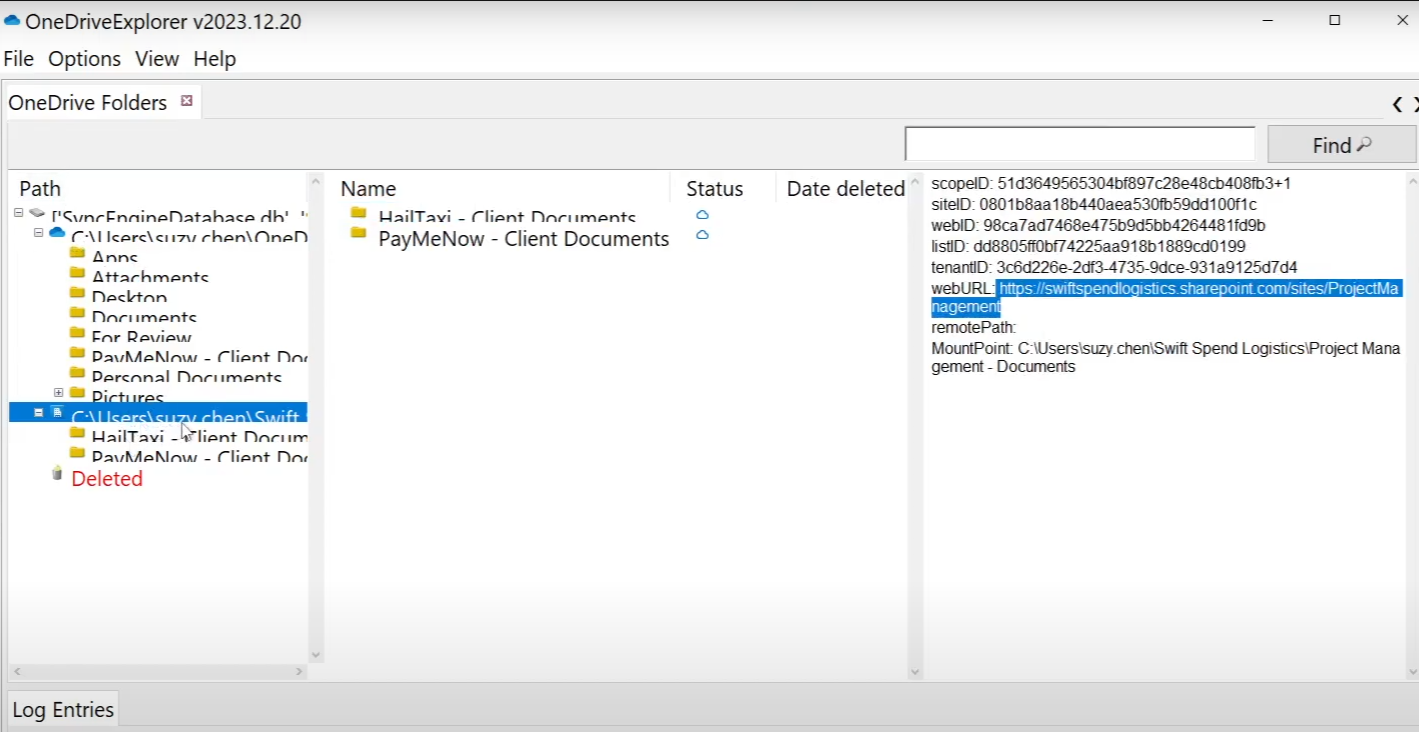 OneDriveExplorer v2023.12.20
File Options View Help
OneDrive Folders
Find
Path
['SyncEngineDatabase.db', '
C:\Users\suzy.chen\OneD
Apps
Attachments
Desktop
Documents
For Review
PayMeNow - Client Doc
Personal Documents
Pictures
C:\Users\suzy.chen\Swift
HailTaxi - Client Docum
PayMeNow - Client Doc
Deleted
Name Status Date deleted
HailTaxi - Client Documents
PayMeNow - Client Documents
scopeID: 51d3649565304bf897c28e48cb408fb3+1
siteID: 0801b8aa18b440aea530fb59dd100f1c
webID: 98ca7ad7468e475b9d5bb4264481fd9b
listID: dd8805ff0bf74225aa918b1889cd0199
tenantID: 3c6d226e-2df3-4735-9dce-931a9125d7d4
webURL: https://swiftspendlogistics.sharepoint.com/sites/ProjectMa
nagement
remotePath:
MountPoint: C:\Users\suzy.chen\Swift Spend Logistics\Project Mana
gement - Documents
Log Entries